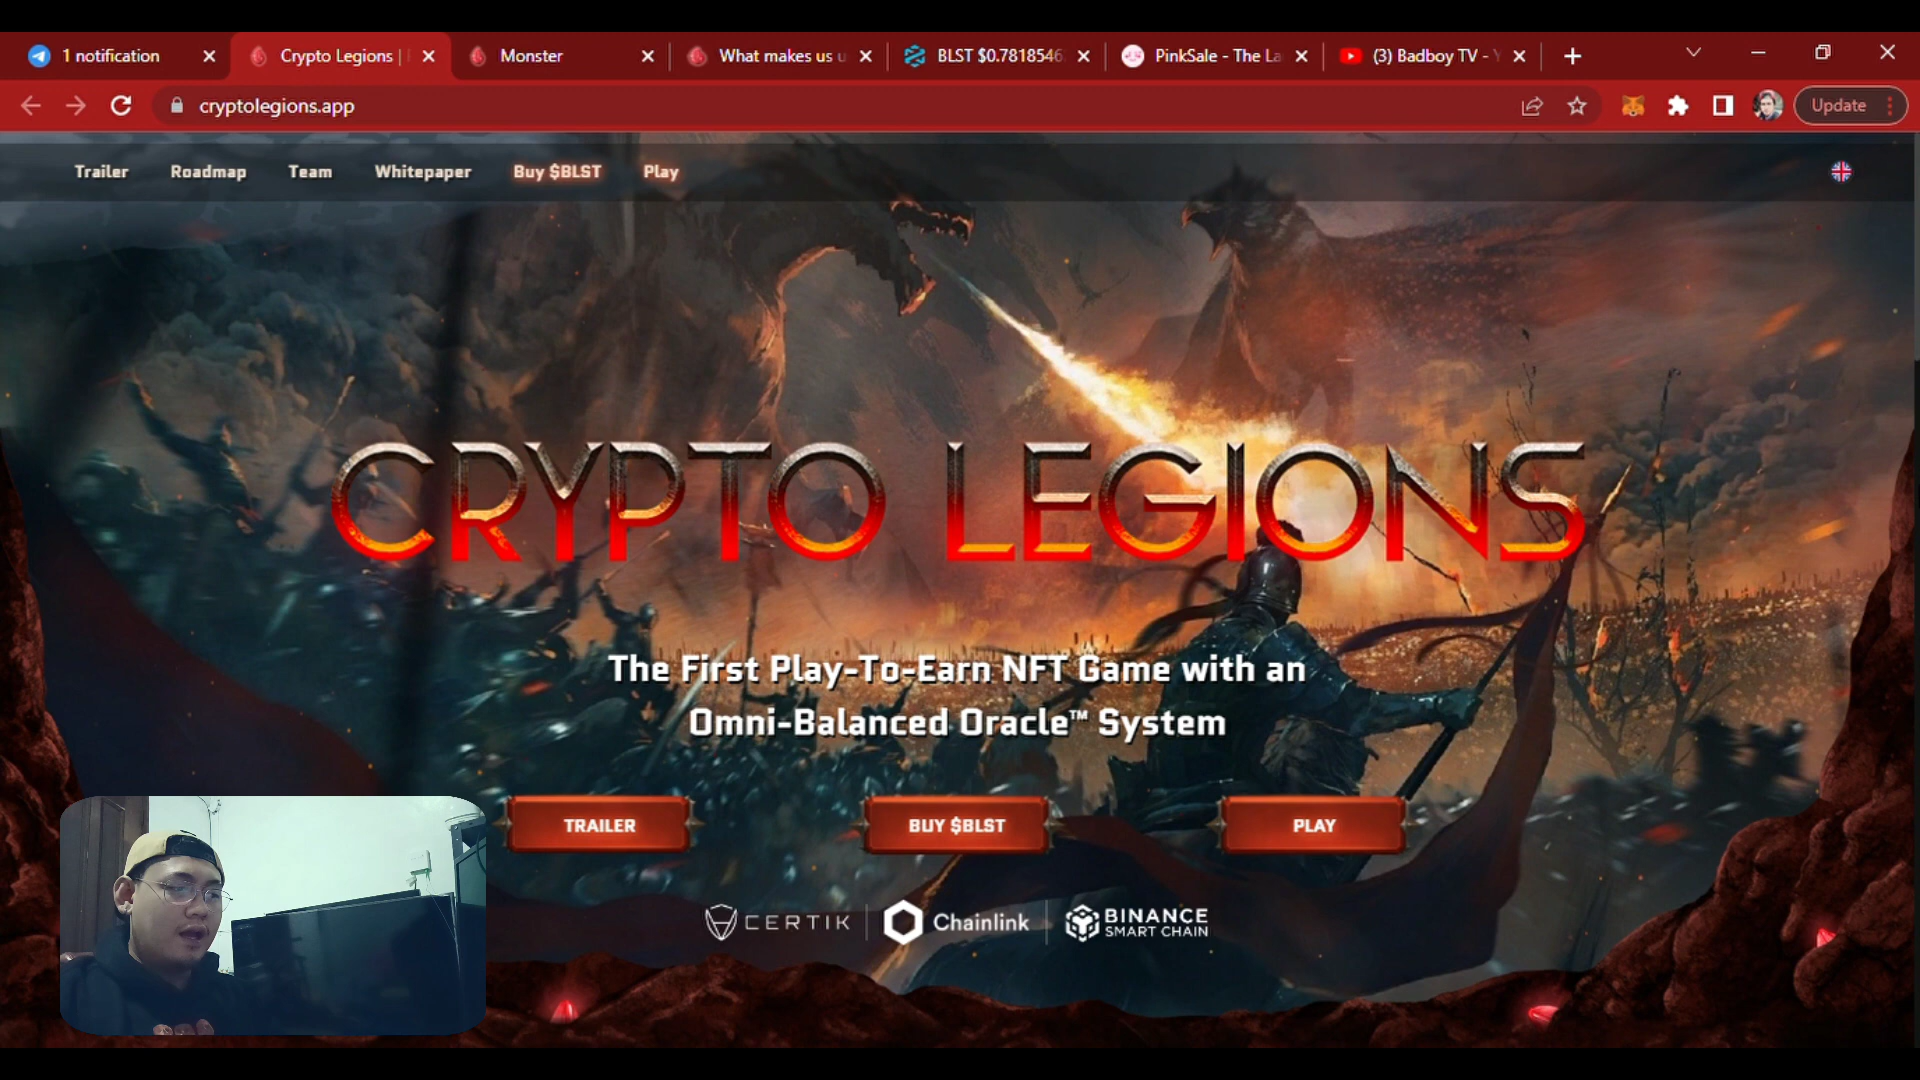 1 notification
Crypto Legions |
Monster
What makes us u
BLST $0.7818546
PinkSale - The La
(3) Badboy TV - Y
cryptolegions.app
Update
Trailer
Roadmap
Team
Whitepaper
Buy $BLST
Play
CRYPTO LEGIONS
The First Play-To-Earn NFT Game with an
Omni-Balanced Oracle™ System
TRAILER
BUY $BLST
PLAY
CERTIK
Chainlink
BINANCE
SMART CHAIN